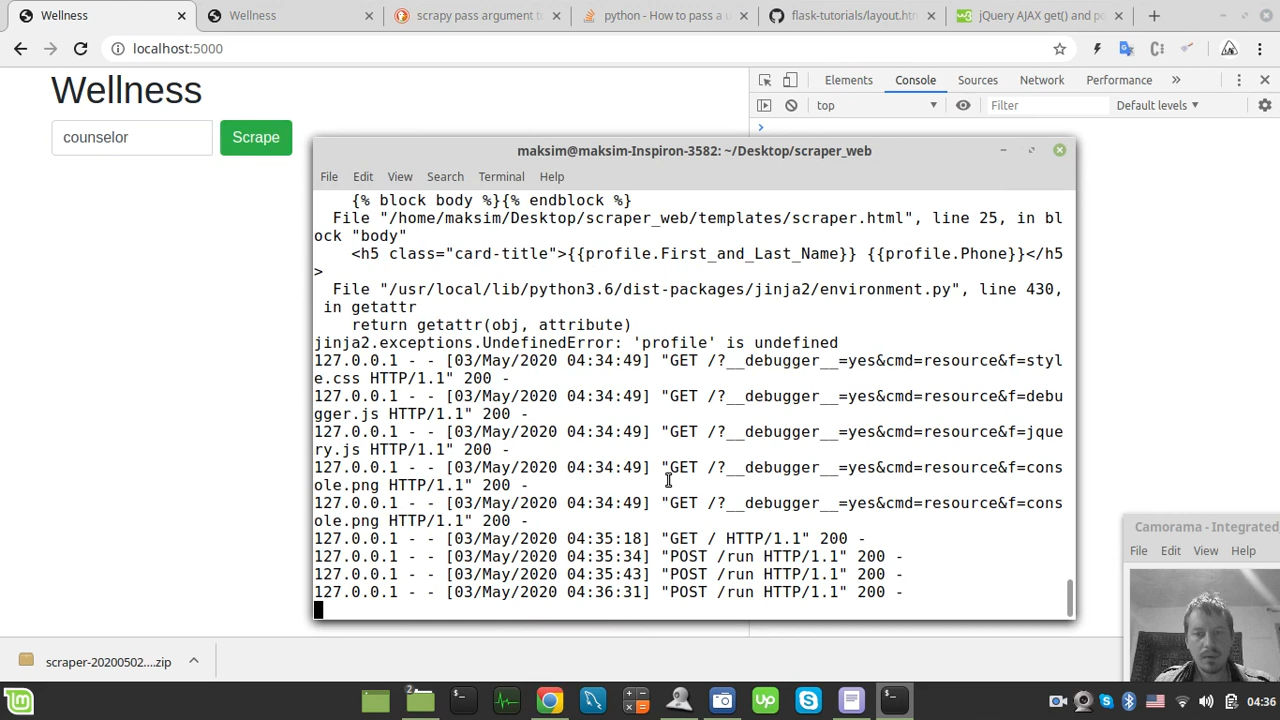 Wellness
Wellness
scrapy pass argument to
python - How to pass a u
flask-tutorials/layout.htm
jQuery AJAX get() and po
localhost:5000
Wellness
counselor
Scrape
Elements Console Sources Network Performance
top
Filter
Default levels
maksim@maksim-Inspiron-3582: ~/Desktop/scraper_web
File Edit View Search Terminal Help
{% block body %}{% endblock %}
File "/home/maksim/Desktop/scraper_web/templates/scraper.html", line 25, in bl
ock "body"
<h5 class="card-title">{{profile.First_and_Last_Name}} {{profile.Phone}}</h5
>
File "/usr/local/lib/python3.6/dist-packages/jinja2/environment.py", line 430,
in getattr
return getattr(obj, attribute)
jinja2.exceptions.UndefinedError: 'profile' is undefined
127.0.0.1 - - [03/May/2020 04:34:49] "GET /?__debugger__=yes&cmd=resource&f=styl
e.css HTTP/1.1" 200 -
127.0.0.1 - - [03/May/2020 04:34:49] "GET /?__debugger__=yes&cmd=resource&f=debu
gger.js HTTP/1.1" 200 -
127.0.0.1 - - [03/May/2020 04:34:49] "GET /?__debugger__=yes&cmd=resource&f=jque
ry.js HTTP/1.1" 200 -
127.0.0.1 - - [03/May/2020 04:34:49] "GET /?__debugger__=yes&cmd=resource&f=cons
ole.png HTTP/1.1" 200 -
127.0.0.1 - - [03/May/2020 04:34:49] "GET /?__debugger__=yes&cmd=resource&f=cons
ole.png HTTP/1.1" 200 -
127.0.0.1 - - [03/May/2020 04:35:18] "GET / HTTP/1.1" 200 -
127.0.0.1 - - [03/May/2020 04:35:34] "POST /run HTTP/1.1" 200 -
127.0.0.1 - - [03/May/2020 04:35:43] "POST /run HTTP/1.1" 200 -
127.0.0.1 - - [03/May/2020 04:36:31] "POST /run HTTP/1.1" 200 -
Camorama - Integrated
File Edit View Help
scraper-20200502....zip
04:36